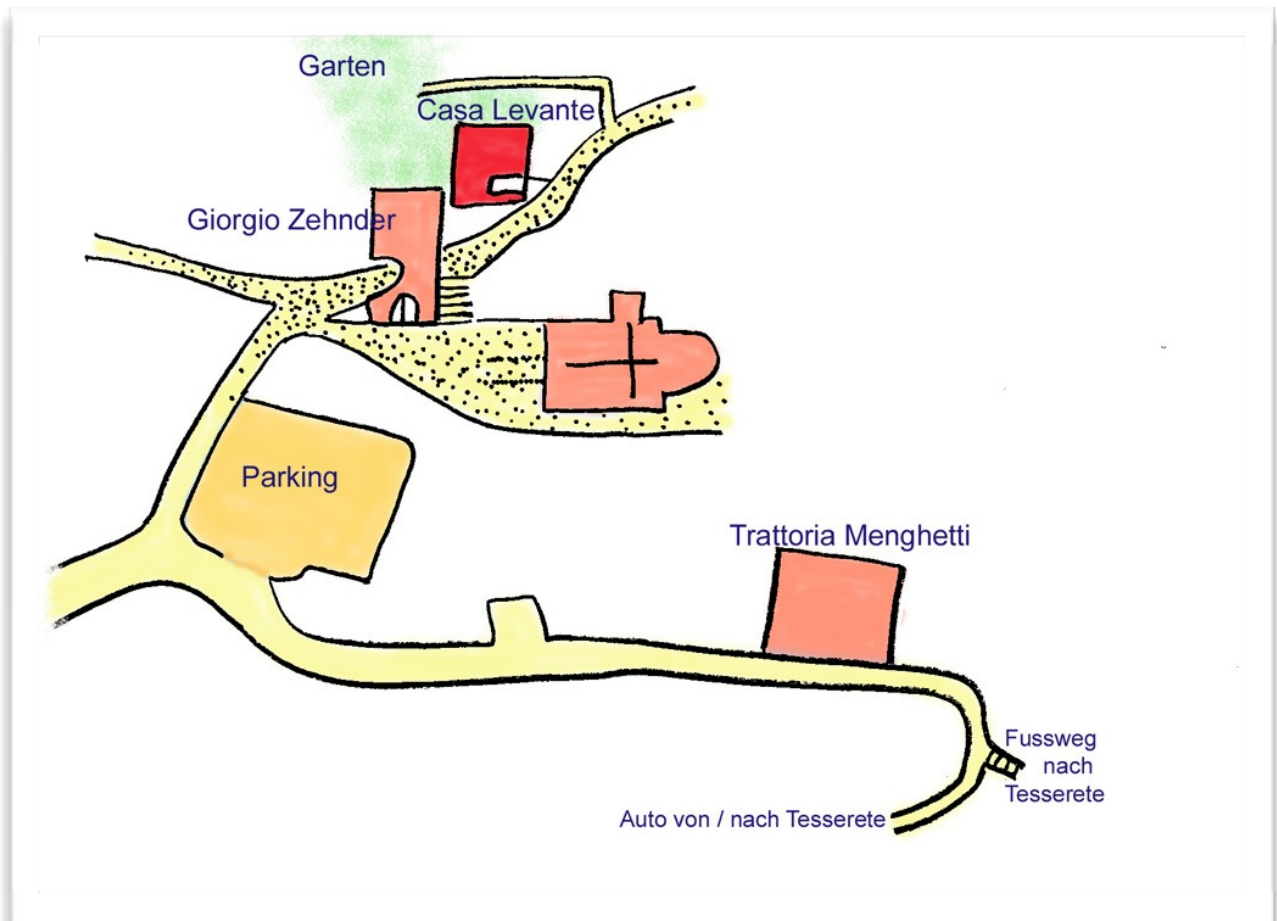 Garten
Casa Levante
Giorgio Zehnder
Parking
Trattoria Menghetti
Fussweg
nach
Tesserete
Auto von / nach Tesserete